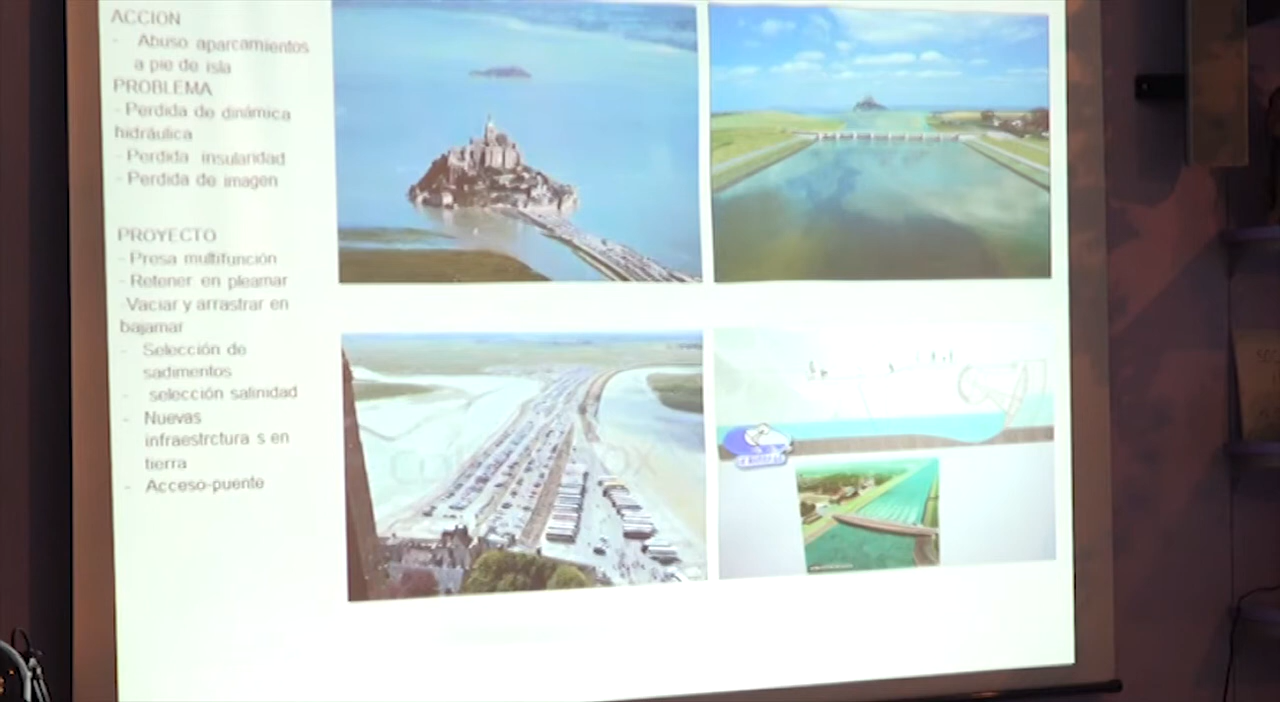 ACCION
- Abuso aparcamientos
a pie de isla
PROBLEMA
- Perdida de dinámica
hidráulica
- Perdida insularidad
- Perdida de imagen
PROYECTO
- Presa multifunción
- Retener en pleamar
-Vaciar y arrastrar en
bajamar
- Selección de
sadimentos
- selección salinidad
- Nuevas
infraestrctura s en
tierra
- Acceso-puente